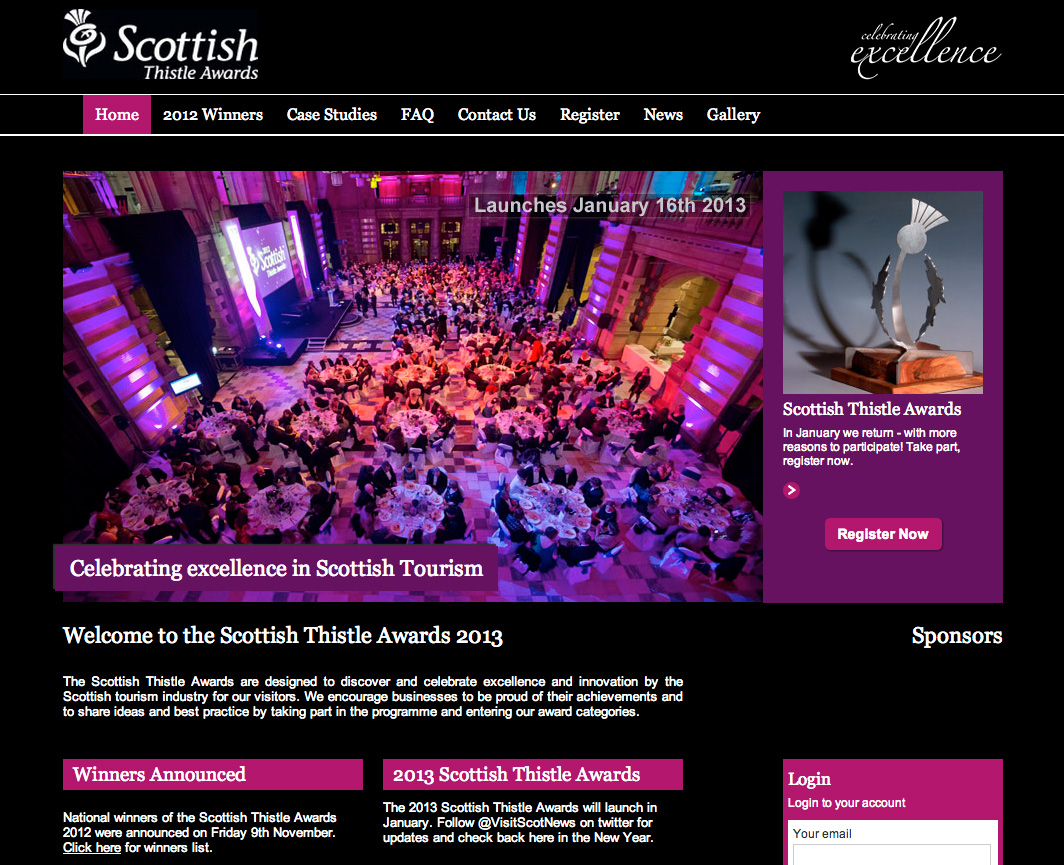 Scottish
Thistle Awards
celebrating
excellence
Home 2012 Winners Case Studies FAQ Contact Us Register News Gallery
Launches January 16th 2013
2012
Scottish
Thistle Awards
Celebrating excellence in Scottish Tourism
Scottish Thistle Awards
In January we return - with more
reasons to participate! Take part,
register now.
Register Now
Welcome to the Scottish Thistle Awards 2013
Sponsors
The Scottish Thistle Awards are designed to discover and celebrate excellence and innovation by the
Scottish tourism industry for our visitors. We encourage businesses to be proud of their achievements and
to share ideas and best practice by taking part in the programme and entering our award categories.
Winners Announced
National winners of the Scottish Thistle Awards
2012 were announced on Friday 9th November.
Click here for winners list.
2013 Scottish Thistle Awards
The 2013 Scottish Thistle Awards will launch in
January. Follow @VisitScotNews on twitter for
updates and check back here in the New Year.
Login
Login to your account
Your email